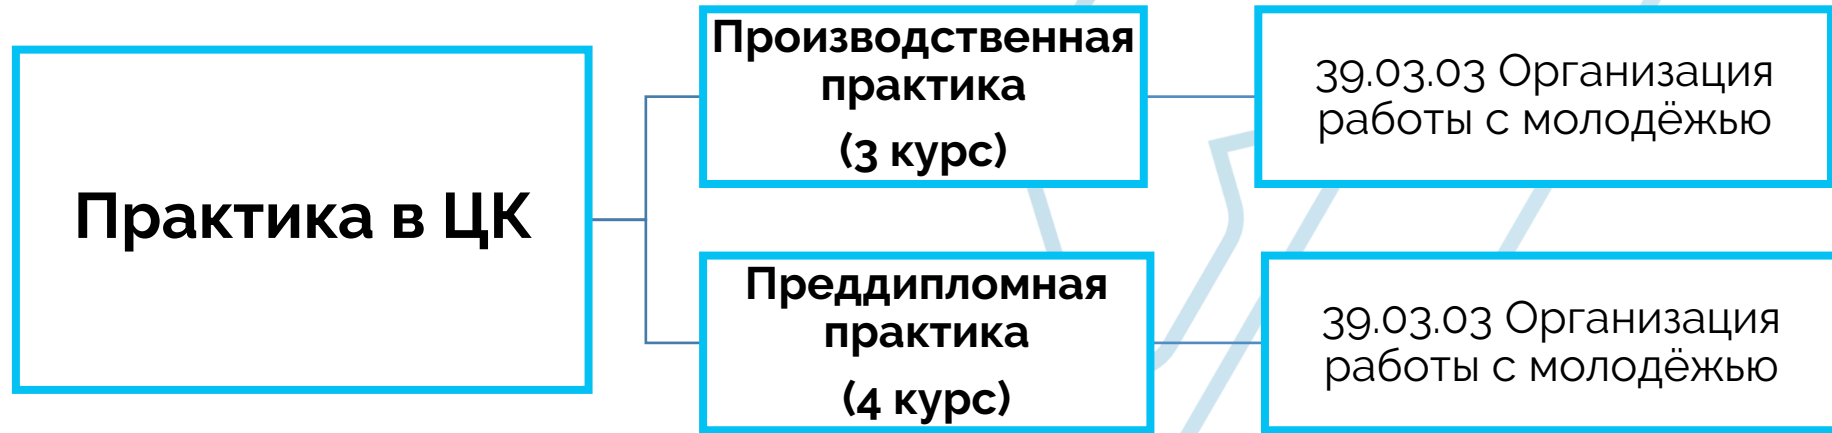 Практика в ЦК
Производственная
практика
(3 курс)
39.03.03 Организация
работы с молодёжью
Преддипломная
практика
(4 курс)
39.03.03 Организация
работы с молодёжью